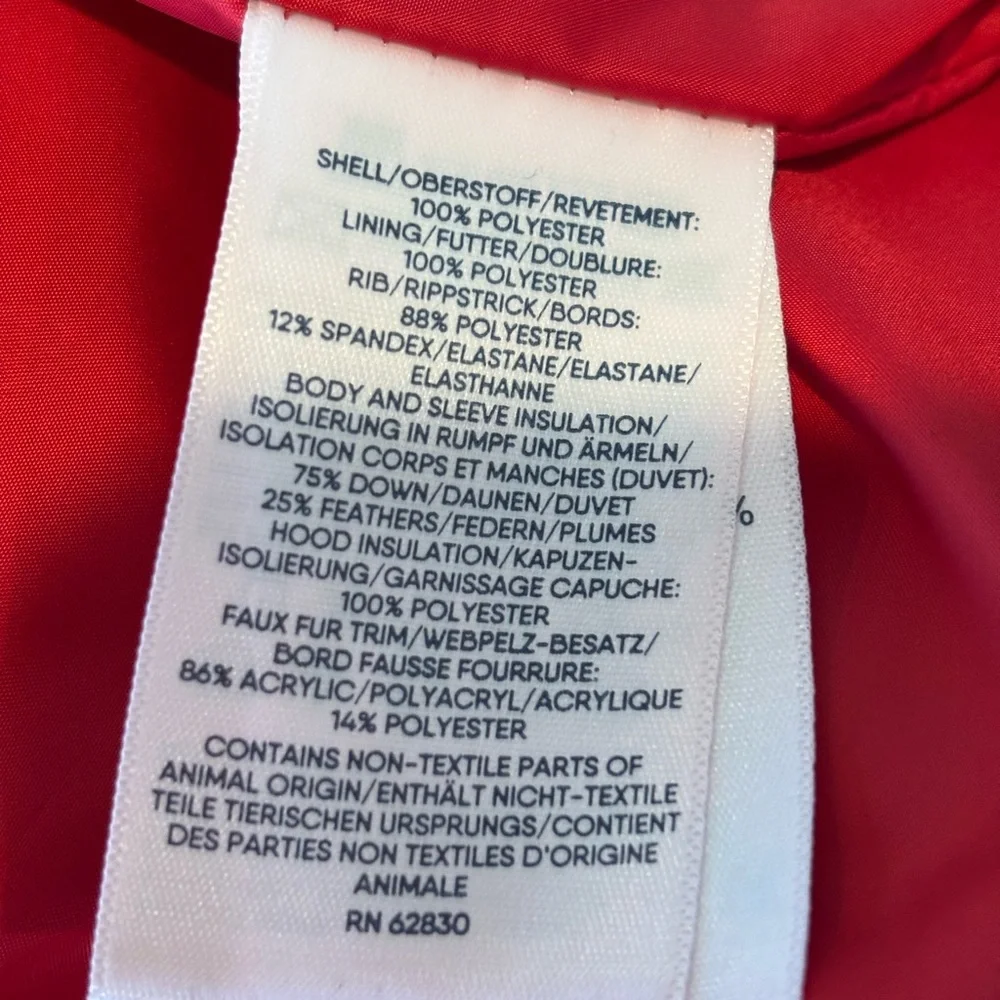 SHELL/OBERSTOFF/REVETEMENT:
100% POLYESTER
LINING/FUTTER/DOUBLURE:
100% POLYESTER
RIB/RIPPSTRICK/BORDS:
88% POLYESTER
12% SPANDEX/ELASTANE/ELASTANE/
ELASTHANNE
BODY AND SLEEVE INSULATION/
ISOLIERUNG IN RUMPF UND ÄRMELN/
ISOLATION CORPS ET MANCHES (DUVET):
75% DOWN/DAUNEN/DUVET
25% FEATHERS/FEDERN/PLUMES
HOOD INSULATION/KAPUZEN-
ISOLIERUNG/GARNISSAGE CAPUCHE:
100% POLYESTER
FAUX FUR TRIM/WEBPELZ-BESATZ/
BORD FAUSSE FOURRURE:
86% ACRYLIC/POLYACRYL/ACRYLIQUE
14% POLYESTER
CONTAINS NON-TEXTILE PARTS OF
ANIMAL ORIGIN/ENTHÄLT NICHT-TEXTILE
TEILE TIERISCHEN URSPRUNGS/CONTIENT
DES PARTIES NON TEXTILES D'ORIGINE
ANIMALE
RN 62830
%